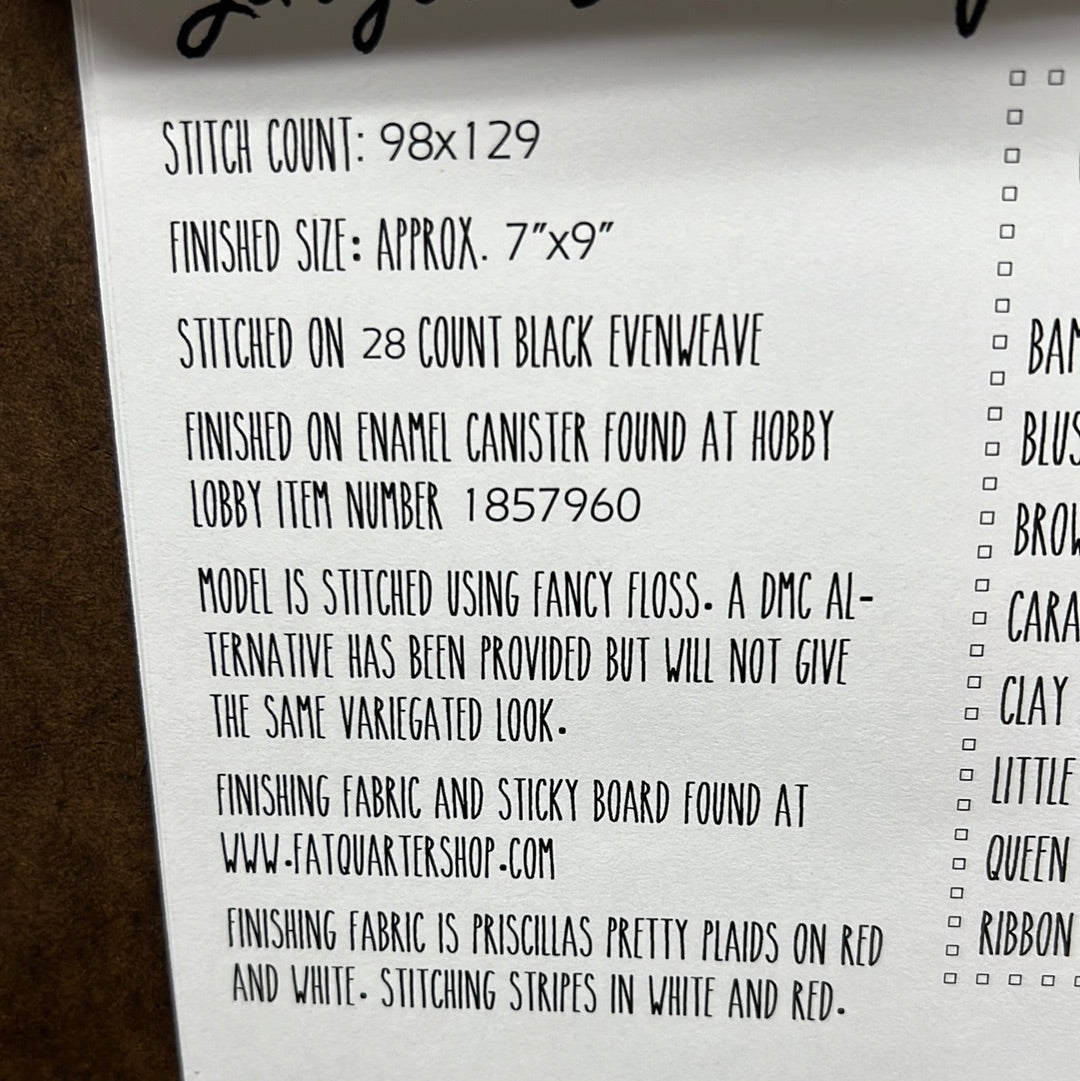 STITCH COUNT: 98x129
FINISHED SIZE: APPROX. 7"x9"
STITCHED ON 28 COUNT BLACK EVENWEAVE
FINISHED ON ENAMEL CANISTER FOUND AT HOBBY
LOBBY ITEM NUMBER 1857960
MODEL IS STITCHED USING FANCY FLOSS. A DMC AL-
TERNATIVE HAS BEEN PROVIDED BUT WILL NOT GIVE
THE SAME VARIEGATED LOOK.
FINISHING FABRIC AND STICKY BOARD FOUND AT
WWW.FATQUARTERSHOP.COM
FINISHING FABRIC IS PRISCILLAS PRETTY PLAIDS ON RED
AND WHITE. STITCHING STRIPES IN WHITE AND RED.
CLAY
LITTLE
QUEEN
RIBBON